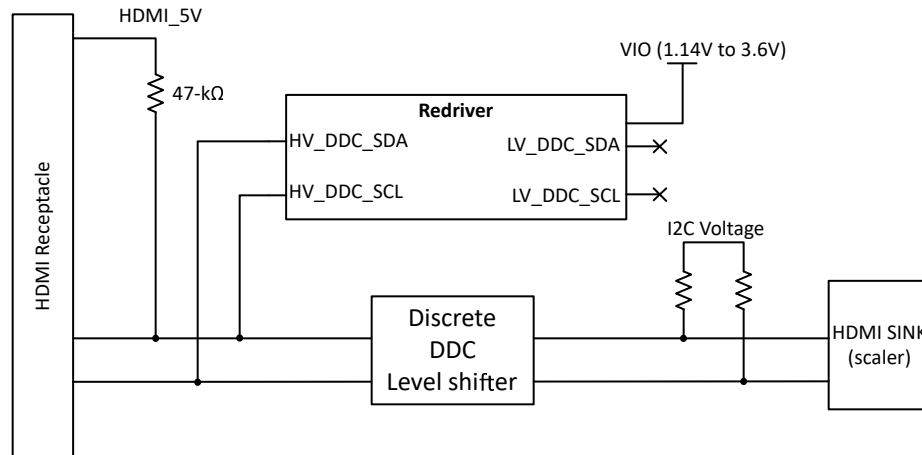 HDMI_5V
VIO (1.14V to 3.6V)
47-kΩ
Redriver
HV_DDC_SDA
LV_DDC_SDA
HV_DDC_SCL
LV_DDC_SCL
HDMI Receptacle
I2C Voltage
Discrete
DDC
Level shifter
HDMI SINK
(scaler)